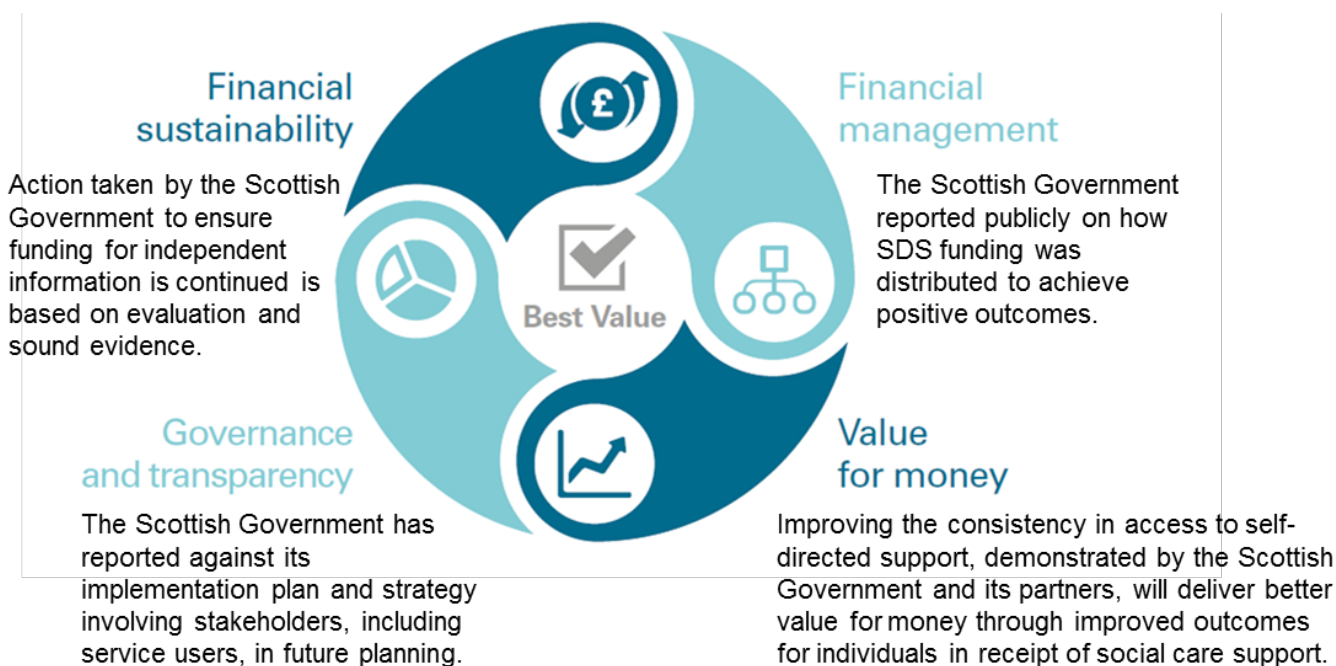 Financial
sustainability
Action taken by the Scottish
Government to ensure
funding for independent
information is continued is
based on evaluation and
sound evidence.
Financial
management
The Scottish Government
reported publicly on how
SDS funding was
distributed to achieve
positive outcomes.
£
Best Value
Governance
and transparency
The Scottish Government has
reported against its
implementation plan and strategy
involving stakeholders, including
service users, in future planning.
Value
for money
Improving the consistency in access to self-
directed support, demonstrated by the Scottish
Government and its partners, will deliver better
value for money through improved outcomes
for individuals in receipt of social care support.